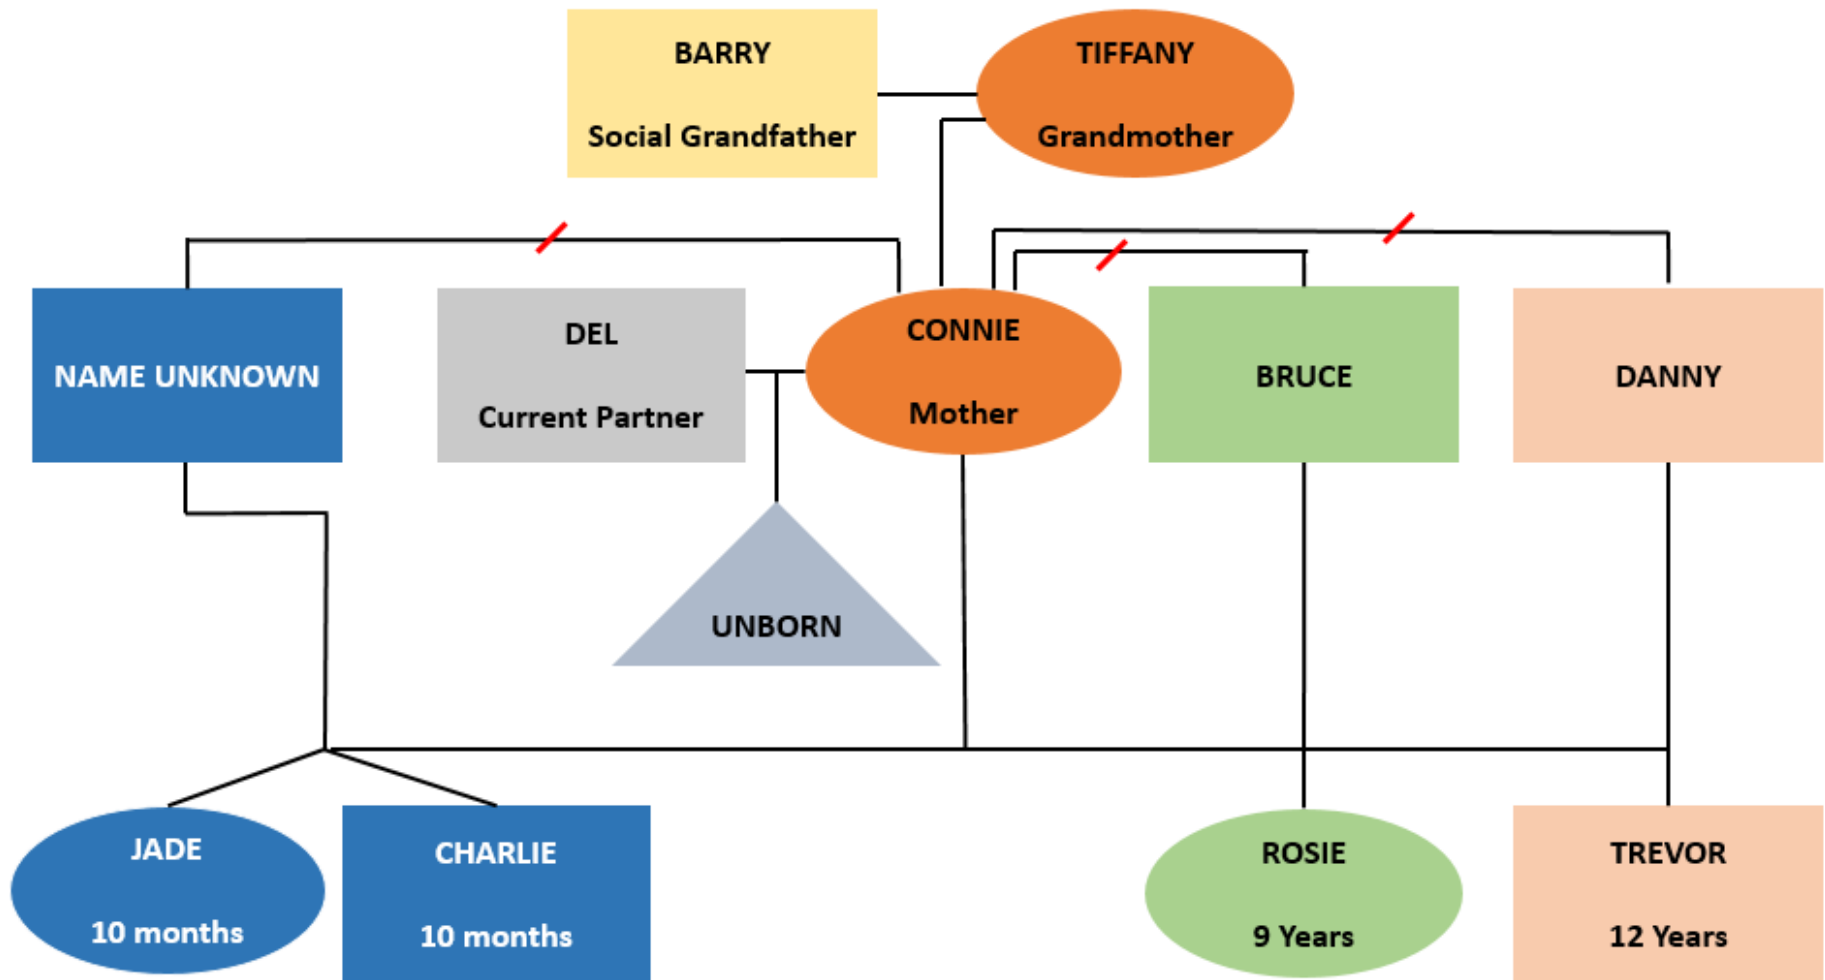 BARRY
Social Grandfather
TIFFANY
Grandmother
NAME UNKNOWN
DEL
Current Partner
CONNIE
Mother
BRUCE
DANNY
UNBORN
JADE
10 months
CHARLIE
10 months
ROSIE
9 Years
TREVOR
12 Years